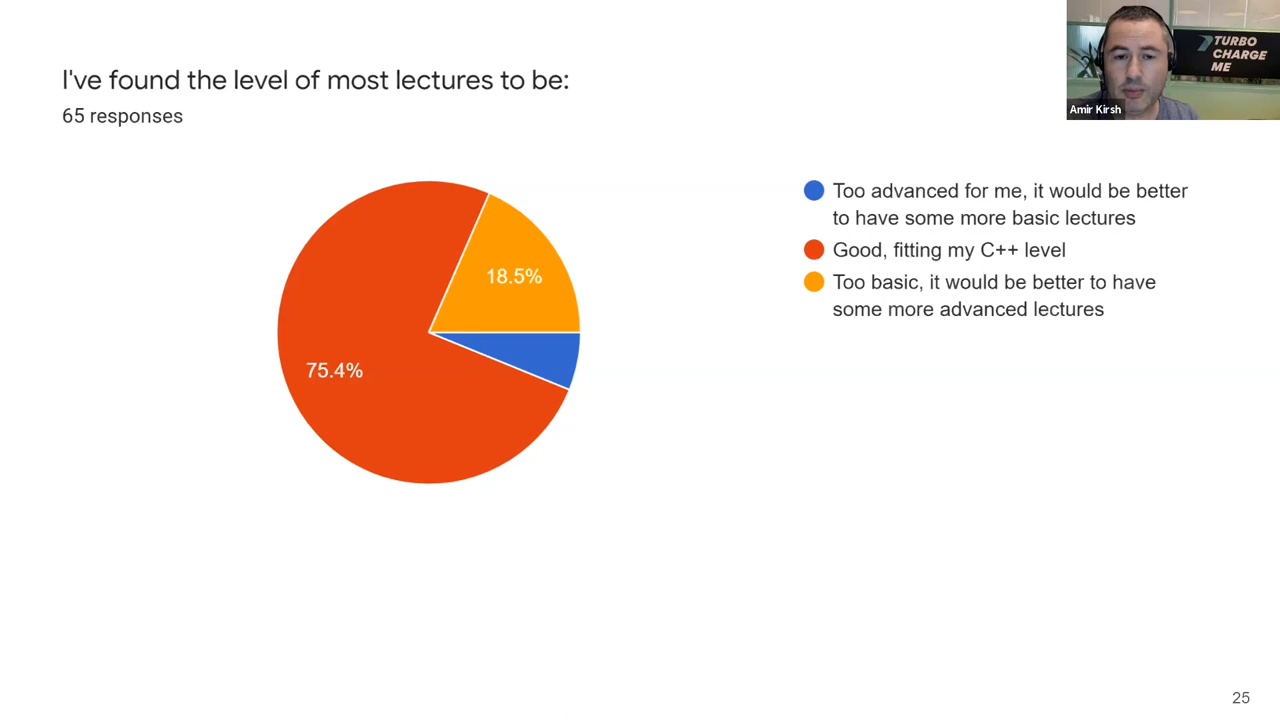 I've found the level of most lectures to be:
65 responses
TURBO
CHARGE
ME
Amir Kirsh
Too advanced for me, it would be better
to have some more basic lectures
Good, fitting my C++ level
Too basic, it would be better to have
some more advanced lectures
18.5%
75.4%
25